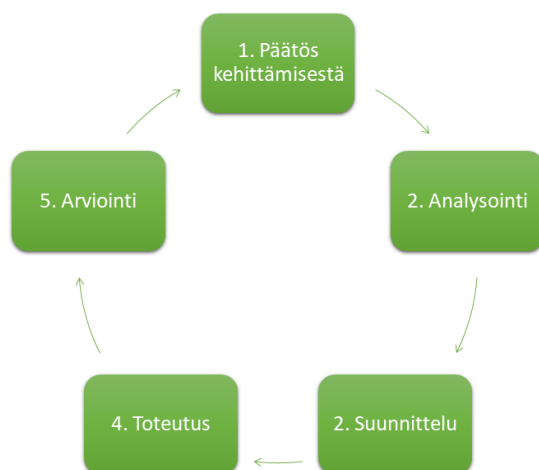 1. Päätös
kehittämisestä
2. Analysointi
2. Suunnittelu
4. Toteutus
5. Arviointi